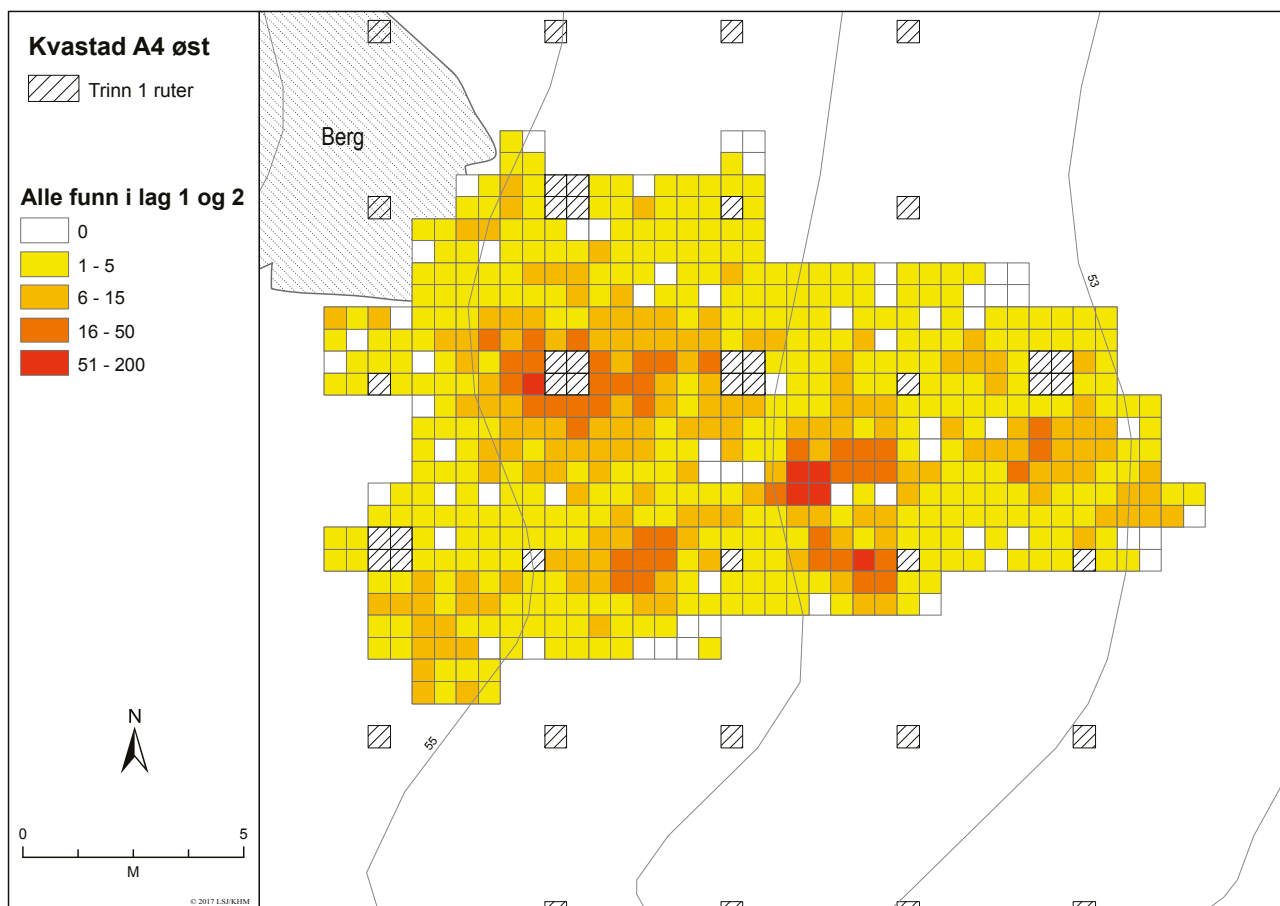 Kvastad A4 øst
Trinn 1 ruter
Berg
Alle funn i lag 1 og 2
0
1 - 5
6 - 15
16 - 50
51 - 200
53
55
N
0 5
M
© 2017 LSJ/KHM